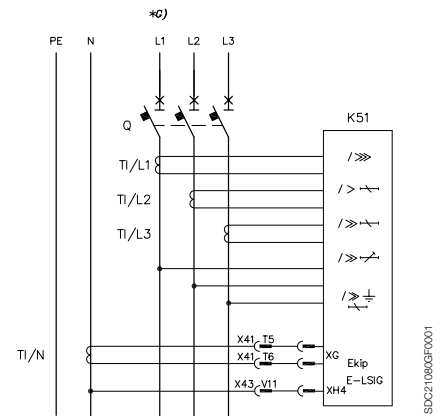 *G)
PE N L1 L2 L3
Q
K51
TI/L1
I>>>
TI/L2
I>
TI/L3
I>>
I>>
I>>
X41 T5
X41 T6
XG
TI/N
Ekip
E-LSIG
X43 V11
XH4
SDC21080GF0001